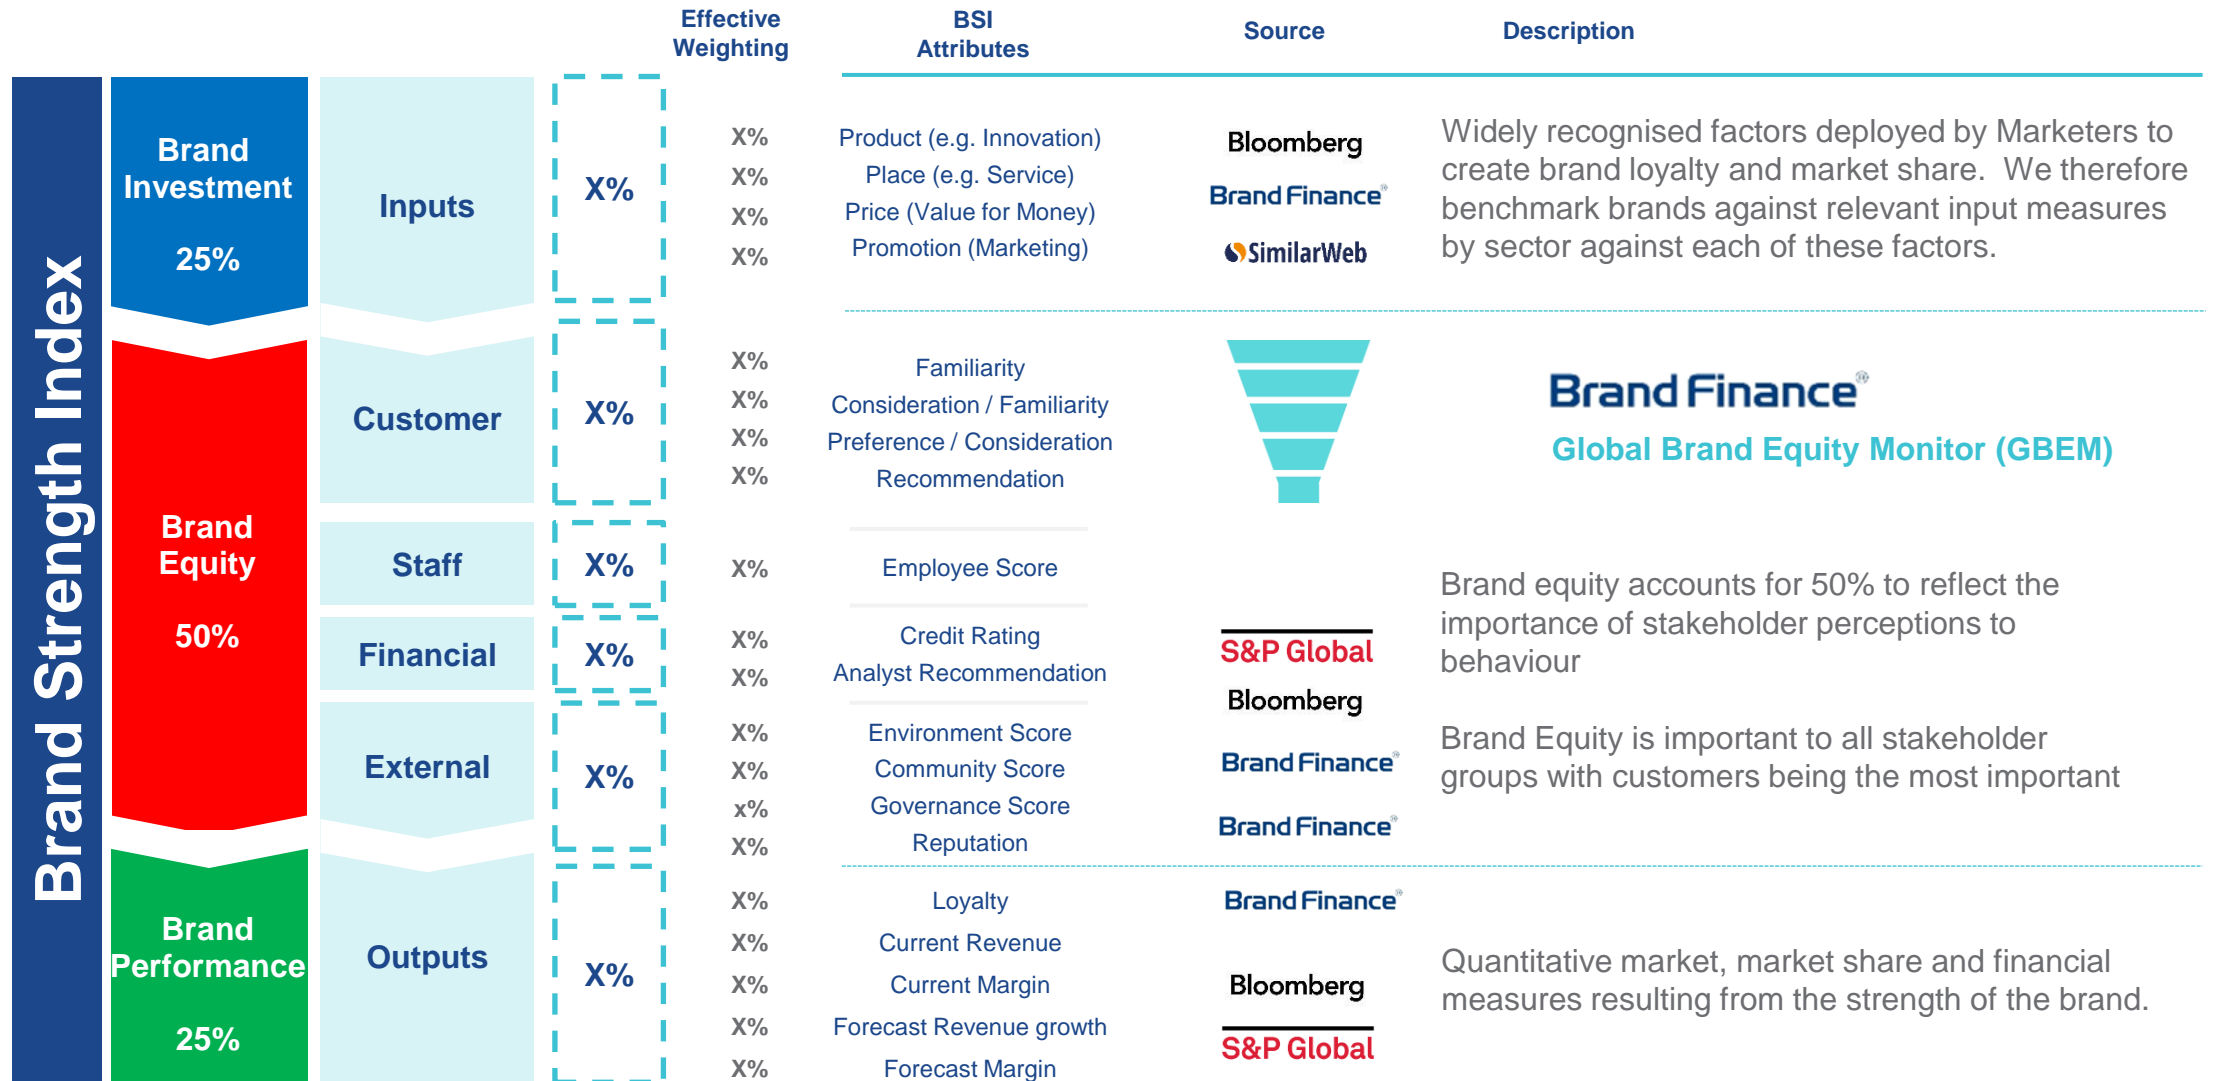 Effective
Weighting
BSI
Attributes
Source
Description
Brand Strength Index
Brand
Investment
25%
Inputs
X%
X%
X%
X%
X%
Product (e.g. Innovation)
Place (e.g. Service)
Price (Value for Money)
Promotion (Marketing)
Bloomberg
Brand Finance®
SimilarWeb
Widely recognised factors deployed by Marketers to
create brand loyalty and market share.  We therefore
benchmark brands against relevant input measures
by sector against each of these factors.
Brand
Equity
50%
Customer
X%
X%
X%
X%
X%
Familiarity
Consideration / Familiarity
Preference / Consideration
Recommendation
Brand Finance®
Global Brand Equity Monitor (GBEM)
Staff
X%
X%
Employee Score
Financial
X%
X%
X%
Credit Rating
Analyst Recommendation
S&P Global
Bloomberg
Brand equity accounts for 50% to reflect the
importance of stakeholder perceptions to
behaviour
External
X%
X%
X%
x%
X%
Environment Score
Community Score
Governance Score
Reputation
Brand Finance®
Brand Finance®
Brand Equity is important to all stakeholder
groups with customers being the most important
Brand
Performance
25%
Outputs
X%
X%
X%
X%
X%
X%
Loyalty
Current Revenue
Current Margin
Forecast Revenue growth
Forecast Margin
Brand Finance®
Bloomberg
S&P Global
Quantitative market, market share and financial
measures resulting from the strength of the brand.